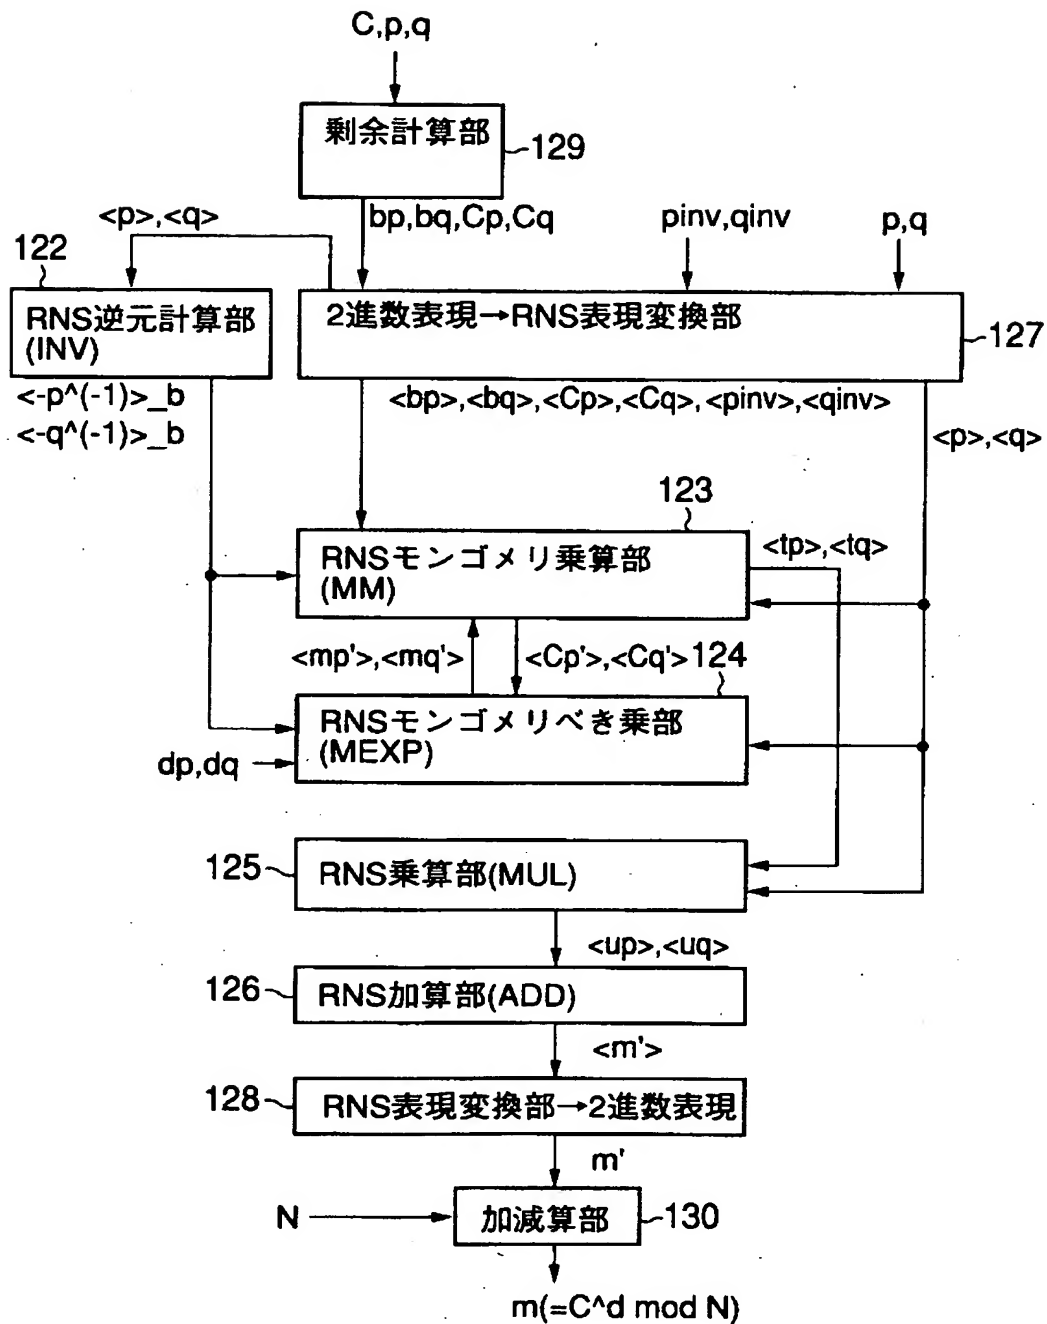 C,p,q
剰余計算部
129
<p>,<q>
bp,bq,Cp,Cq
pinv,qinv
p,q
122
RNS逆元計算部
(INV)
2進数表現→RNS表現変換部
127
<-p^(-1)>_b
<-q^(-1)>_b
<bp>,<bq>,<Cp>,<Cq>,<pinv>,<qinv>
<p>,<q>
123
RNSモンゴメリ乗算部
(MM)
<tp>,<tq>
<mp'>,<mq'>
<Cp'>,<Cq'>
124
RNSモンゴメリべき乗部
(MEXP)
dp,dq
125
RNS乗算部(MUL)
<up>,<uq>
126
RNS加算部(ADD)
<m'>
128
RNS表現変換部→2進数表現
m'
N
加減算部
130
m(=C^d mod N)